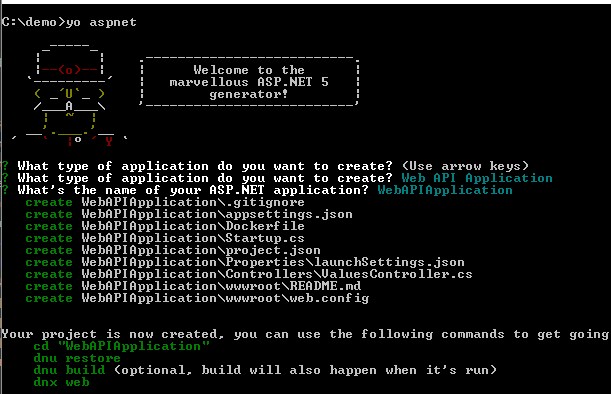 C:\demo>yo aspnet
Welcome to the
marvellous ASP.NET 5
generator!
? What type of application do you want to create? (Use arrow keys)
? What type of application do you want to create? Web API Application
? What's the name of your ASP.NET application? WebAPIApplication
create WebAPIApplication\.gitignore
create WebAPIApplication\appsettings.json
create WebAPIApplication\Dockerfile
create WebAPIApplication\Startup.cs
create WebAPIApplication\project.json
create WebAPIApplication\Properties\launchSettings.json
create WebAPIApplication\Controllers\ValuesController.cs
create WebAPIApplication\wwwroot\README.md
create WebAPIApplication\wwwroot\web.config
Your project is now created, you can use the following commands to get going
cd "WebAPIApplication"
dnu restore
dnu build (optional, build will also happen when it's run)
dnx web